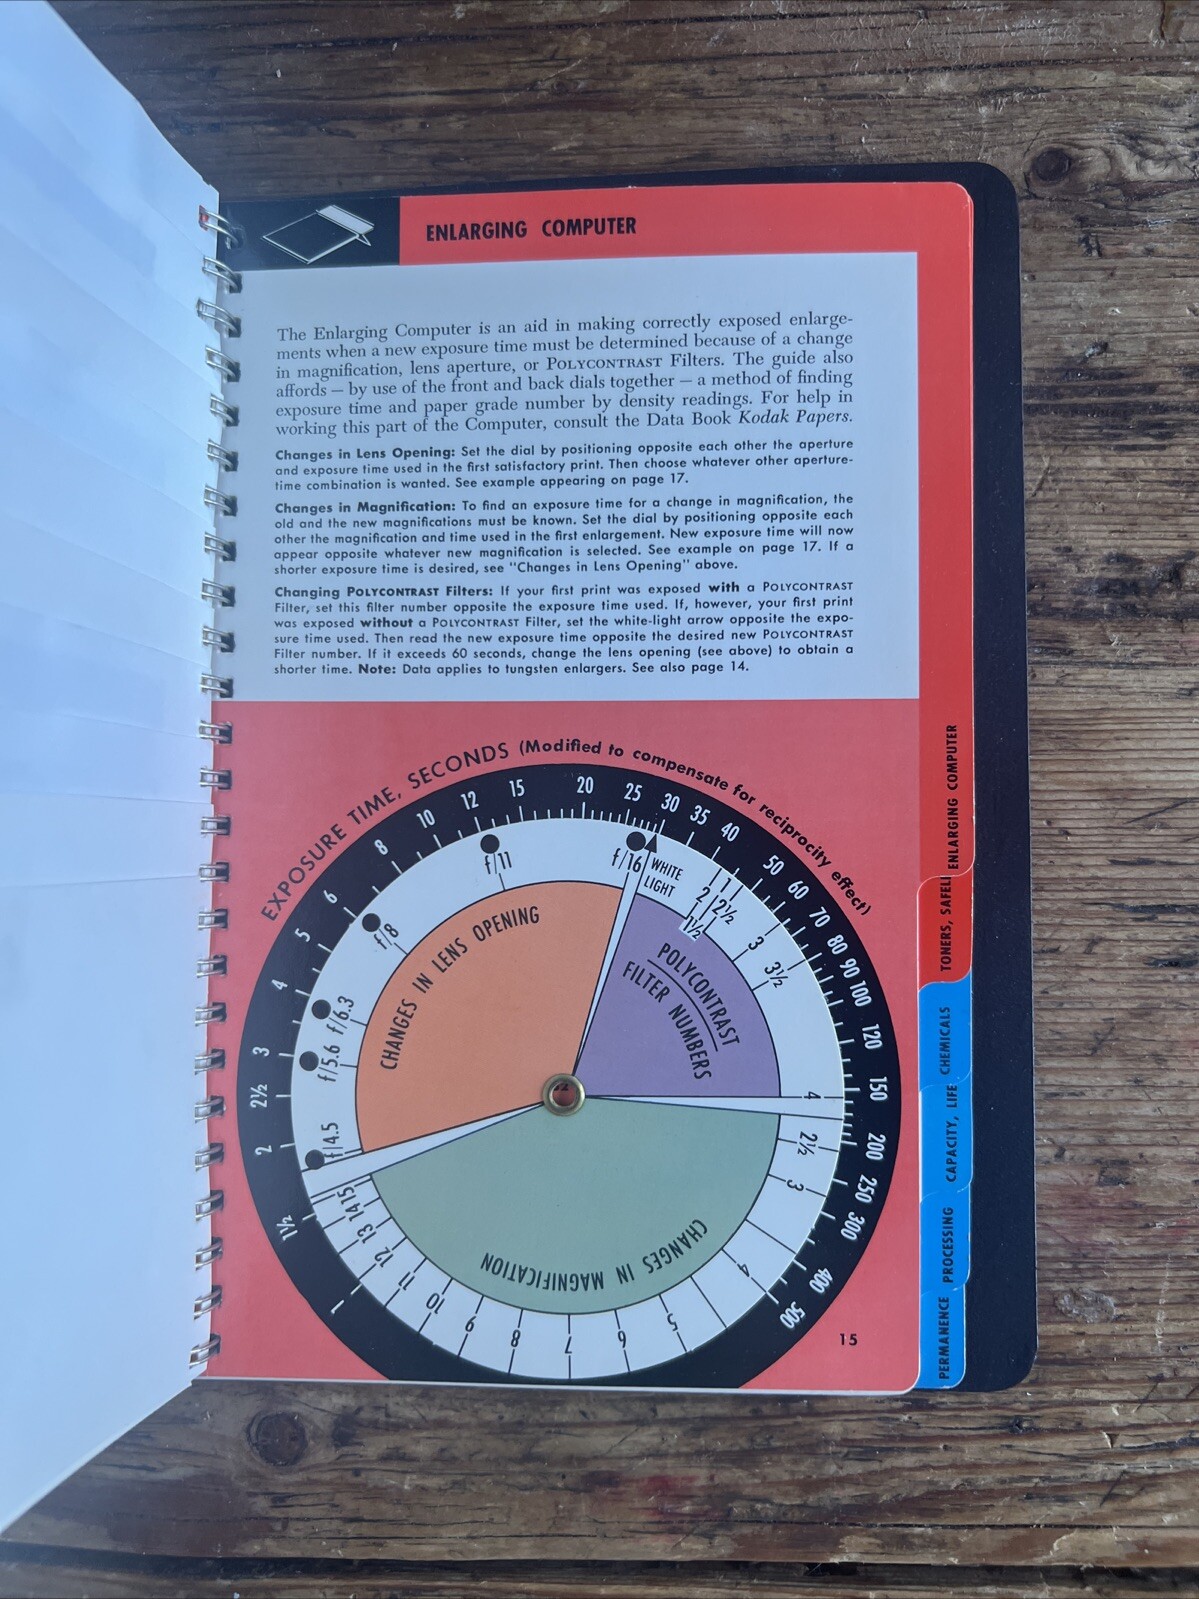 ENLARGING COMPUTER
The Enlarging Computer is an aid in making correctly exposed enlarge-
ments when a new exposure time must be determined because of a change
in magnification, lens aperture, or POLYCONTRAST Filters. The guide also
affords — by use of the front and back dials together — a method of finding
exposure time and paper grade number by density readings. For help in
working this part of the Computer, consult the Data Book Kodak Papers.
Changes in Lens Opening: Set the dial by positioning opposite each other the aperture
and exposure time used in the first satisfactory print. Then choose whatever other aperture-
time combination is wanted. See example appearing on page 17.
Changes in Magnification: To find an exposure time for a change in magnification, the
old and the new magnifications must be known. Set the dial by positioning opposite each
other the magnification and time used in the first enlargement. New exposure time will now
appear opposite whatever new magnification is selected. See example on page 17. If a
shorter exposure time is desired, see "Changes in Lens Opening" above.
Changing POLYCONTRAST Filters: If your first print was exposed with a POLYCONTRAST
Filter, set this filter number opposite the exposure time used. If, however, your first print
was exposed without a POLYCONTRAST Filter, set the white-light arrow opposite the expo-
sure time used. Then read the new exposure time opposite the desired new POLYCONTRAST
Filter number. If it exceeds 60 seconds, change the lens opening (see above) to obtain a
shorter time. Note: Data applies to tungsten enlargers. See also page 14.
EXPOSURE TIME, SECONDS (Modified to compensate for reciprocity effect)
1 1½ 2 2½ 3 4 5 6 8 10 12 15 20 25 30 35 40 50 60 70 80 90 100 120 150 200 250 300 400 500
f/4.5 f/5.6 f/6.3 f/8 f/11 f/16
CHANGES IN LENS OPENING
WHITE
LIGHT
1 2 2½ 1½ 3 3½ 4
POLYCONTRAST
FILTER NUMBERS
2½ 3 4 5 6 7 8 9 10 11 12 13 14 15
CHANGES IN MAGNIFICATION
15
ENLARGING COMPUTER
TONERS, SAFELI
CHEMICALS
CAPACITY, LIFE
PROCESSING
PERMANENCE